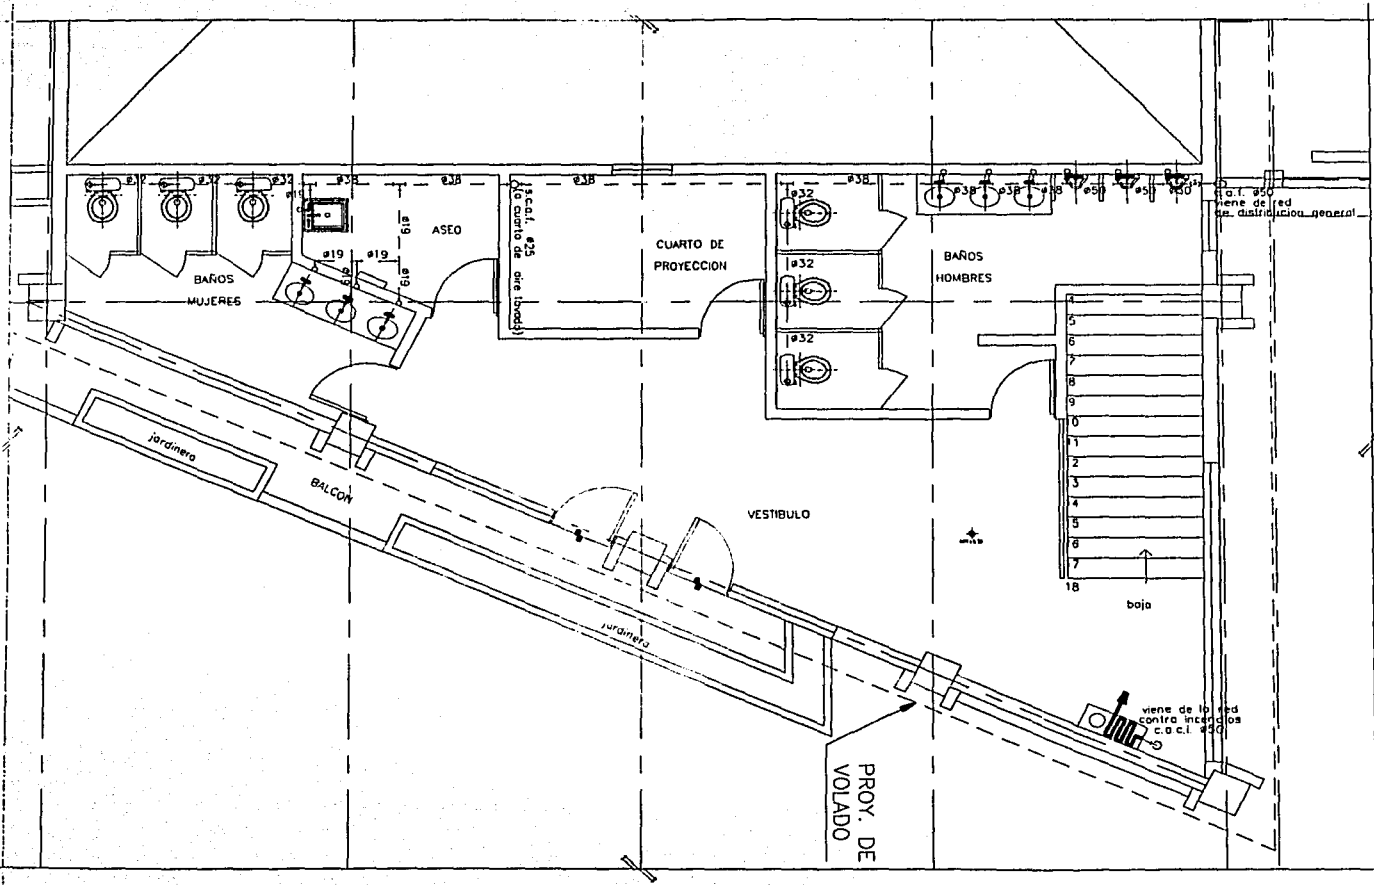 ø32
ø32
ø32
ø38
ø38
ø38
ø38
ø38
ø38
ø38
ø50
ø50
ø50
ø32
ø32
ø32
ø19
ø19
ø19
ø19
ø19
s.c.a.f. ø25
(a cuarto de aire lavado)
c.a.f. ø50
viene de red
de distribucion general
ASEO
CUARTO DE
PROYECCION
BAÑOS
HOMBRES
BAÑOS
MUJERES
4
5
6
7
8
9
0
11
2
3
4
5
6
7
18
baja
jardinera
BALCON
VESTIBULO
jardinera
viene de la red
contra incendios
c.a.c.i. ø50
PROY. DE
VOLADO